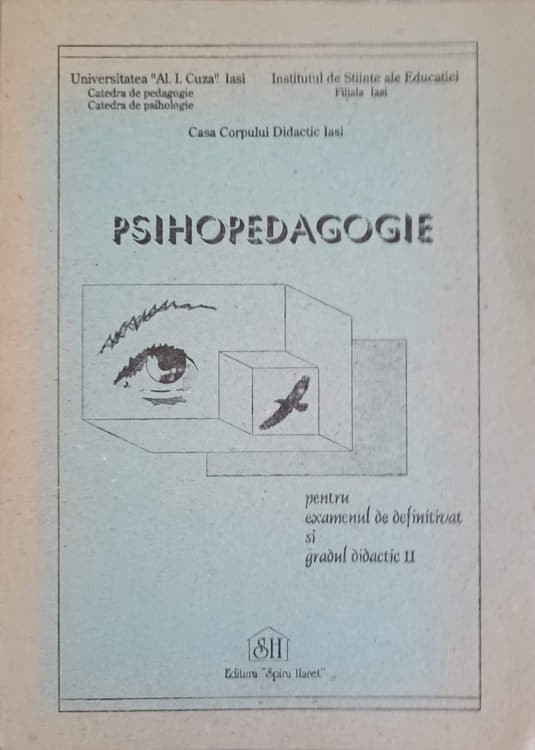 Universitatea "Al. I. Cuza" Iasi
Catedra de pedagogie
Catedra de psihologie
Institutul de Stiinte ale Educatiei
Filiala Iasi
Casa Corpului Didactic Iasi
PSIHOPEDAGOGIE
pentru
examenul de definitivat
si
gradul didactic II
SH
Editura "Spiru Haret"